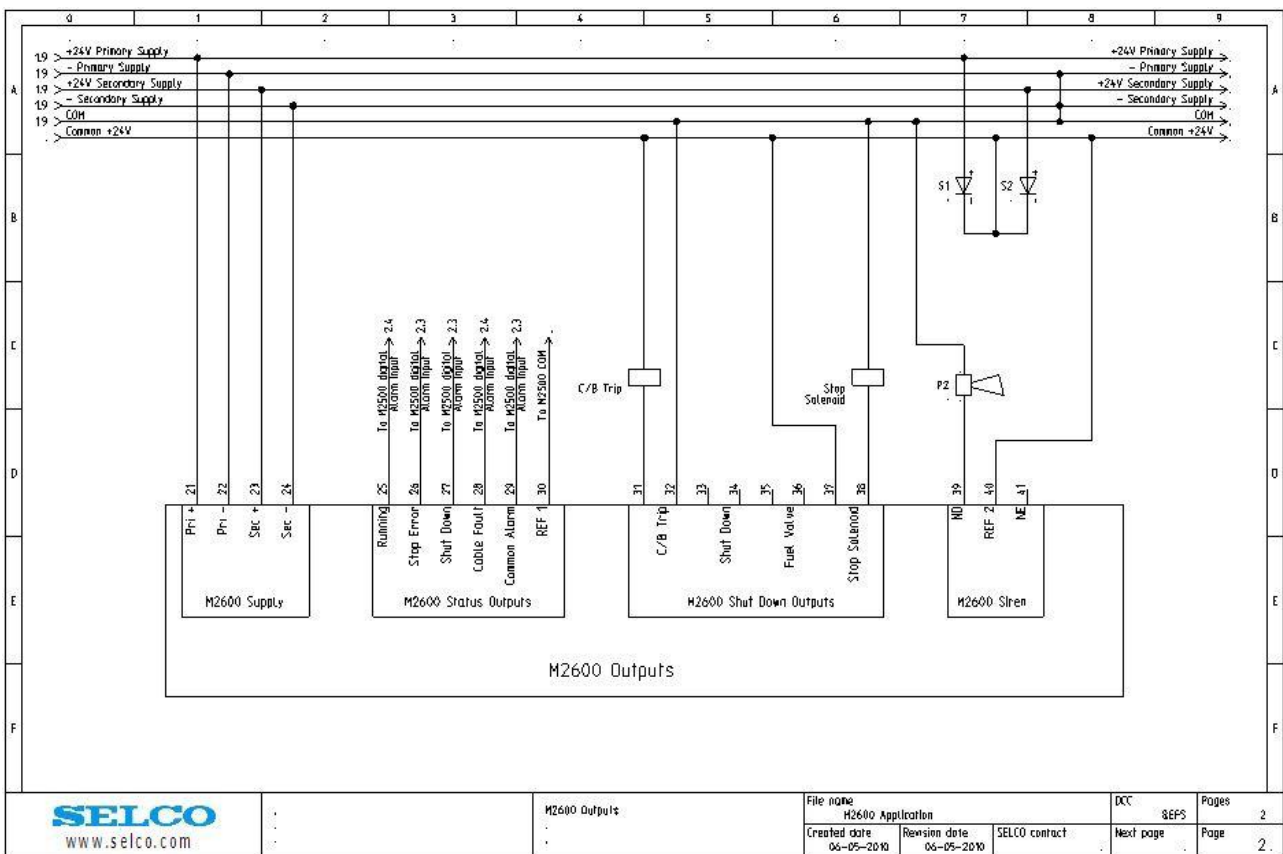 0 1 2 3 4 5 6 7 8 9
A
B
C
D
E
F
19 +24V Primary Supply
19 - Primary Supply
19 +24V Secondary Supply
19 - Secondary Supply
19 COM
Common +24V
+24V Primary Supply
- Primary Supply
+24V Secondary Supply
- Secondary Supply
COM
Common +24V
A
B
C
D
E
F
S1 + -
S2 + -
To M2500 digital Alarm Input 2.4
To M2500 digital Alarm Input 2.3
To M2500 digital Alarm Input 2.3
To M2500 digital Alarm Input 2.4
To M2500 digital Alarm Input 2.3
To M2500 COM
C/B Trip
Stop
Solenoid
P2
21 22 23 24
Pri + Pri - Sec + Sec -
M2600 Supply
25 26 27 28 29 30
Running Stop Error Shut Down Cable Fault Common Alarm REF 1
M2600 Status Outputs
31 32 33 34 35 36 37 38
C/B Trip Shut Down Fuel Valve Stop Solenoid
M2600 Shut Down Outputs
39 40 41
NO REF 2 NE
M2600 Siren
M2600 Outputs
SELCO
www.selco.com
M2600 Outputs
File name
M2600 Application
Created date
06-05-2010
Revision date
06-05-2010
SELCO contact
DCC
&EFS
Next page
Pages
2
Page
2